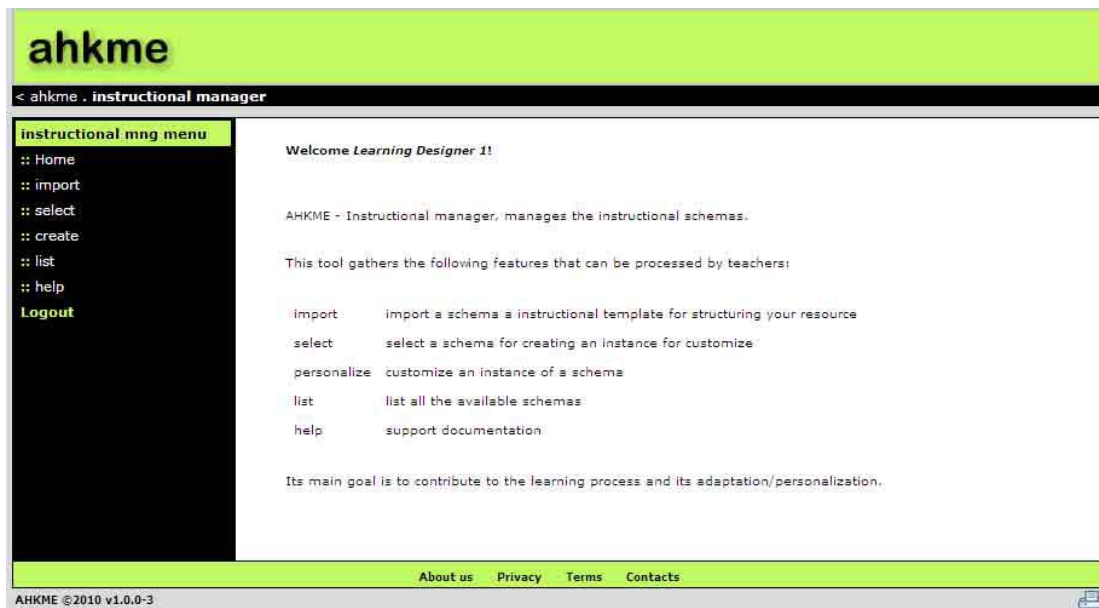 ahkme
< ahkme . instructional manager
instructional mng menu
:: Home
:: import
:: select
:: create
:: list
:: help
Logout
Welcome Learning Designer 1!
AHKME - Instructional manager, manages the instructional schemas.
This tool gathers the following features that can be processed by teachers:
import import a schema a instructional template for structuring your resource
select select a schema for creating an instance for customize
personalize customize an instance of a schema
list list all the available schemas
help support documentation
Its main goal is to contribute to the learning process and its adaptation/personalization.
About us Privacy Terms Contacts
AHKME ©2010 v1.0.0-3